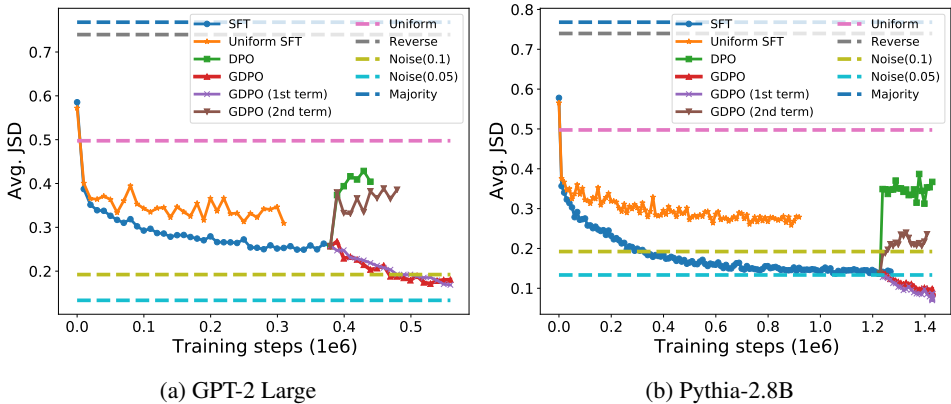 SFT
Uniform SFT
DPO
GDPO
GDPO (1st term)
GDPO (2nd term)
Uniform
Reverse
Noise(0.1)
Noise(0.05)
Majority
Avg. JSD
0.7
0.6
0.5
0.4
0.3
0.2
0.0 0.1 0.2 0.3 0.4 0.5
Training steps (1e6)
(a) GPT-2 Large
SFT
Uniform SFT
DPO
GDPO
GDPO (1st term)
GDPO (2nd term)
Uniform
Reverse
Noise(0.1)
Noise(0.05)
Majority
Avg. JSD
0.8
0.7
0.6
0.5
0.4
0.3
0.2
0.1
0.0 0.2 0.4 0.6 0.8 1.0 1.2 1.4
Training steps (1e6)
(b) Pythia-2.8B